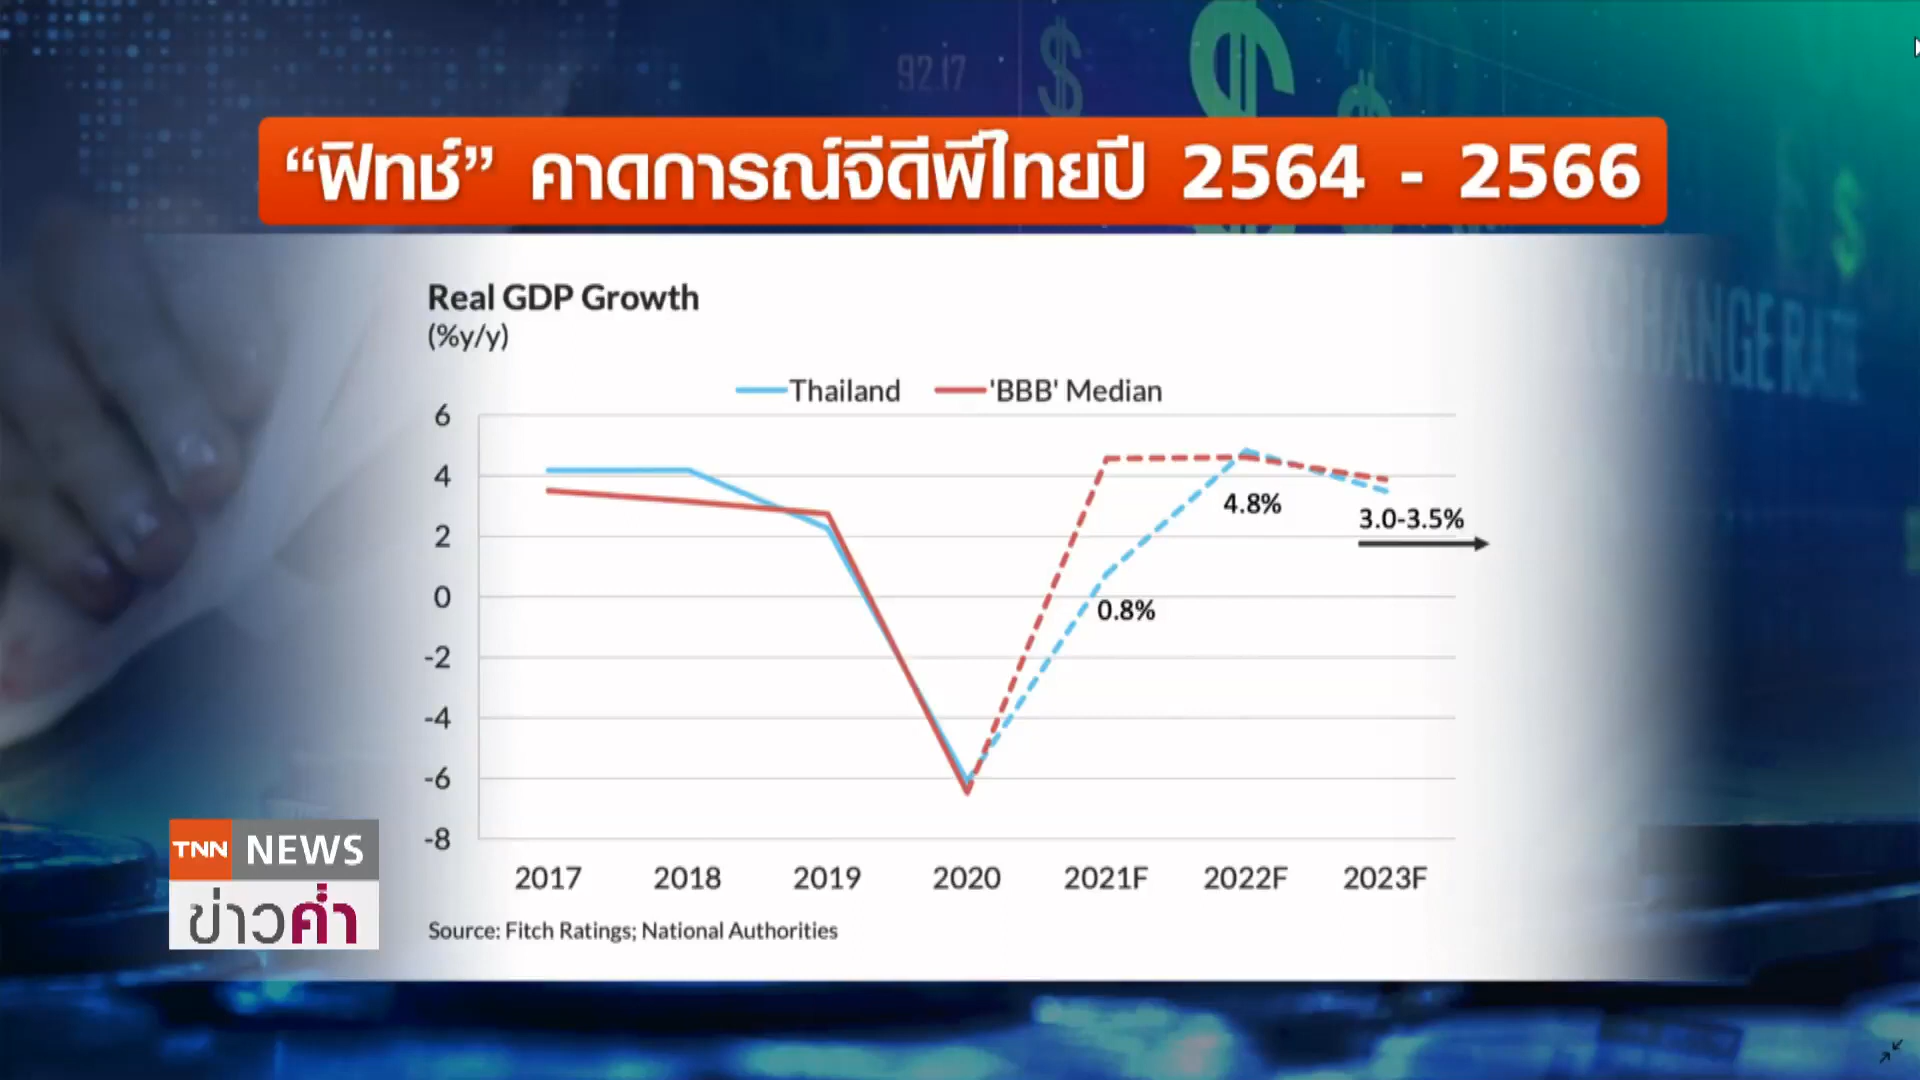 92.17
“ฟิทช์” คาดการณ์จีดีพีไทยปี 2564 - 2566
Real GDP Growth
(%y/y)
Thailand 'BBB' Median
6
4
2
0
-2
-4
-6
-8
4.8%
3.0-3.5%
0.8%
2017 2018 2019 2020 2021F 2022F 2023F
Source: Fitch Ratings; National Authorities
TNN NEWS
ข่าวค่ำ